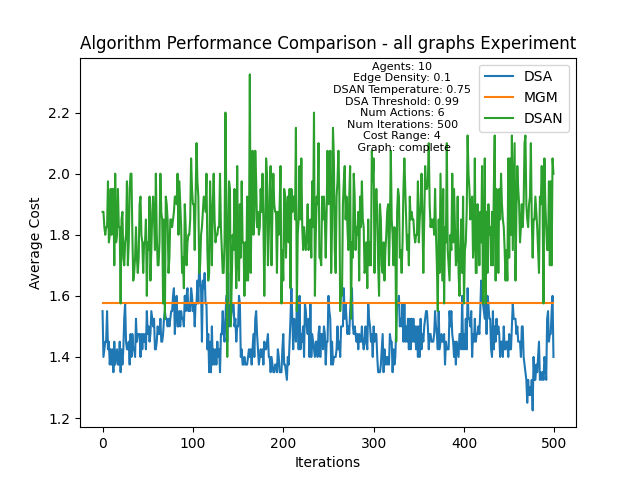 Algorithm Performance Comparison - all graphs Experiment
Agents: 10
Edge Density: 0.1
DSAN Temperature: 0.75
DSA Threshold: 0.99
Num Actions: 6
Num Iterations: 500
Cost Range: 4
Graph: complete
DSA
MGM
DSAN
Average Cost
2.2
2.0
1.8
1.6
1.4
1.2
0
100
200
300
400
500
Iterations